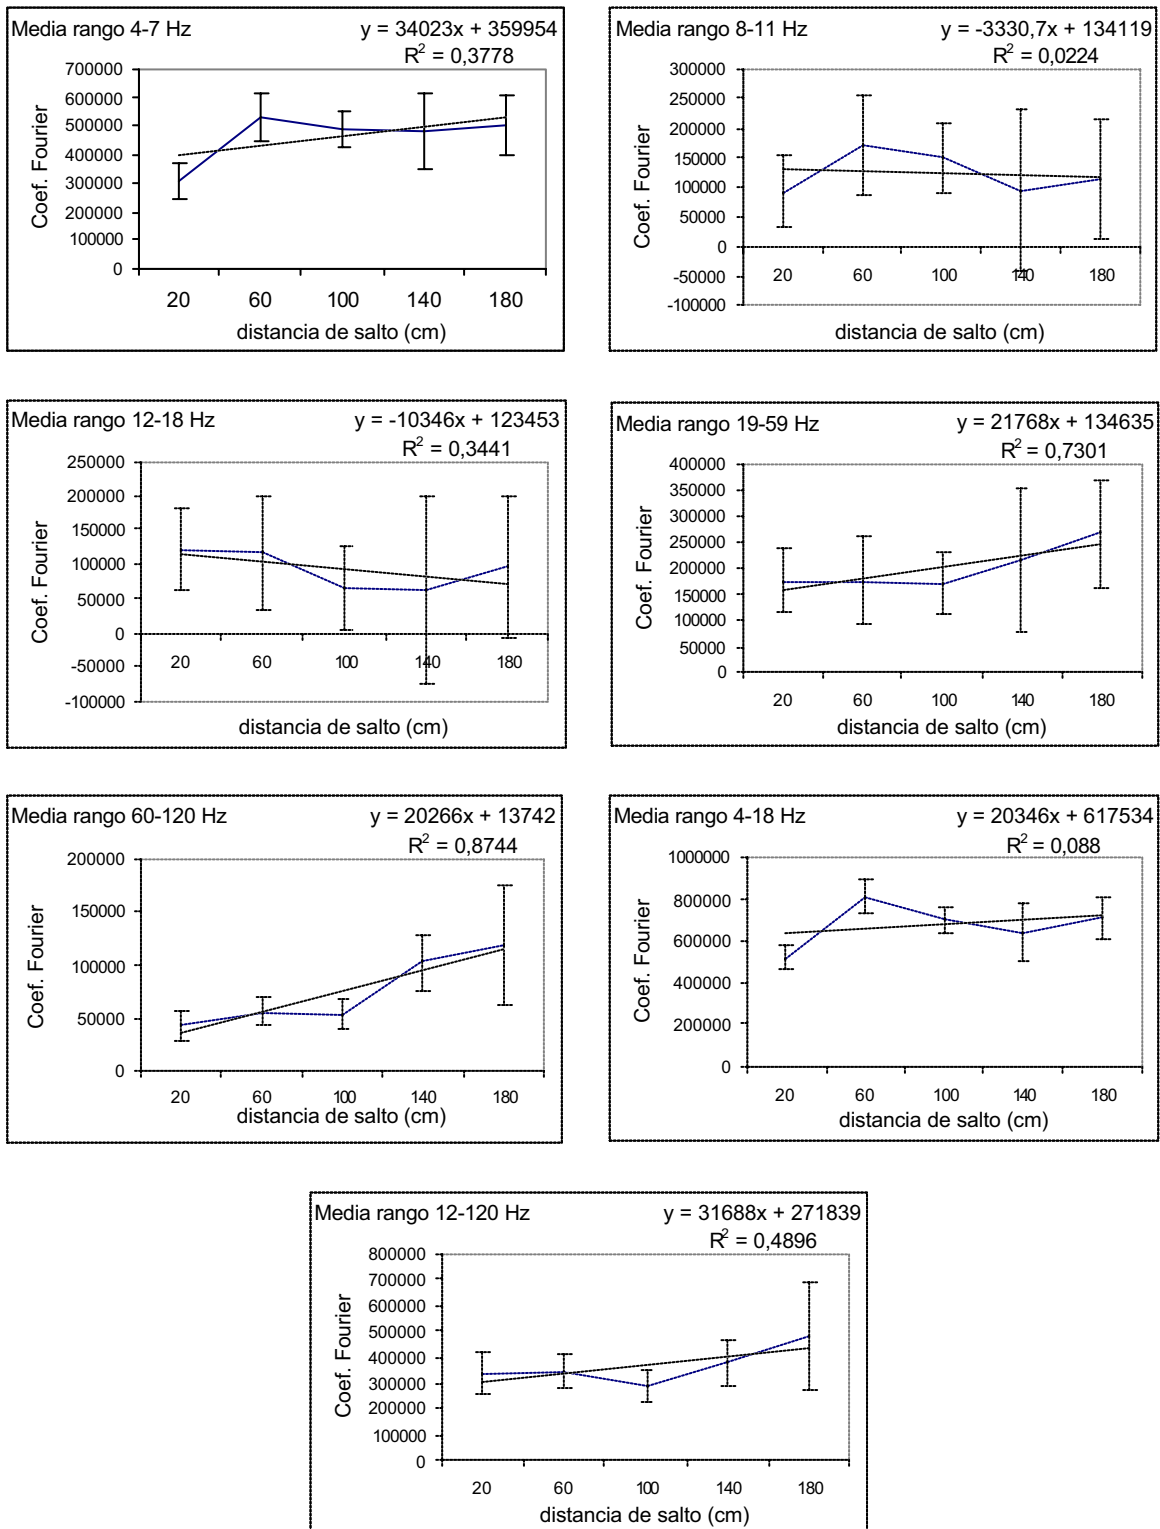 Media rango 4-7 Hz y = 34023x + 359954
R² = 0,3778
700000
600000
500000
400000
300000
200000
100000
0
Coef. Fourier
20 60 100 140 180
distancia de salto (cm)
Media rango 8-11 Hz y = -3330,7x + 134119
R² = 0,0224
300000
250000
200000
150000
100000
50000
0
-50000
-100000
Coef. Fourier
20 60 100 140 180
distancia de salto (cm)
Media rango 12-18 Hz y = -10346x + 123453
R² = 0,3441
250000
200000
150000
100000
50000
0
-50000
-100000
Coef. Fourier
20 60 100 140 180
distancia de salto (cm)
Media rango 19-59 Hz y = 21768x + 134635
R² = 0,7301
400000
350000
300000
250000
200000
150000
100000
50000
0
Coef. Fourier
20 60 100 140 180
distancia de salto (cm)
Media rango 60-120 Hz y = 20266x + 13742
R² = 0,8744
200000
150000
100000
50000
0
Coef. Fourier
20 60 100 140 180
distancia de salto (cm)
Media rango 4-18 Hz y = 20346x + 617534
R² = 0,088
1000000
800000
600000
400000
200000
0
Coef. Fourier
20 60 100 140 180
distancia de salto (cm)
Media rango 12-120 Hz y = 31688x + 271839
R² = 0,4896
800000
700000
600000
500000
400000
300000
200000
100000
0
Coef. Fourier
20 60 100 140 180
distancia de salto (cm)